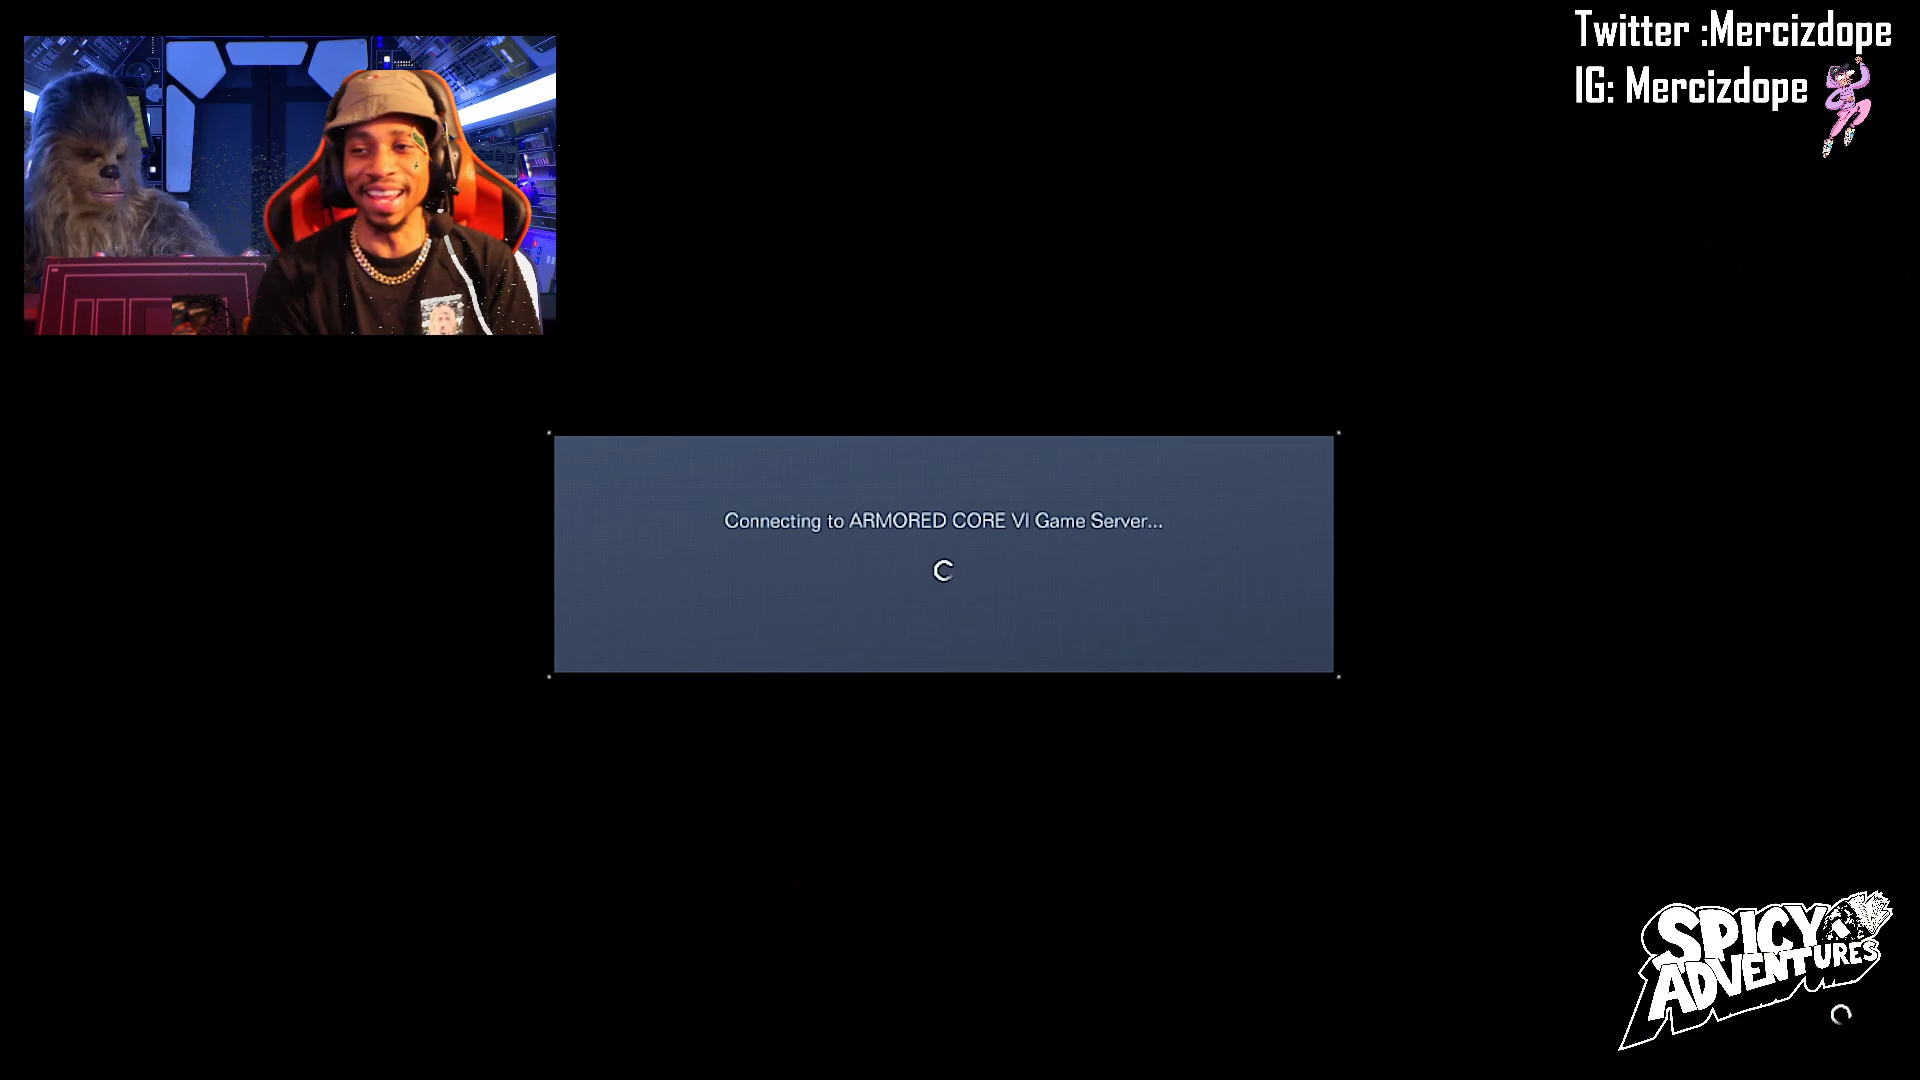 Twitter :Mercizdope
IG: Mercizdope
Connecting to ARMORED CORE VI Game Server...
SPICY
ADVENTURES